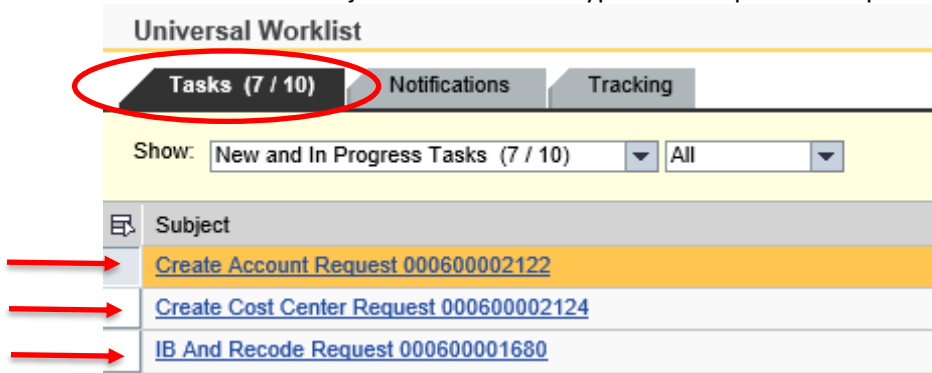 Universal Worklist
Tasks (7 / 10) Notifications Tracking
Show: New and In Progress Tasks (7 / 10) All
Subject
Create Account Request 000600002122
Create Cost Center Request 000600002124
IB And Recode Request 000600001680